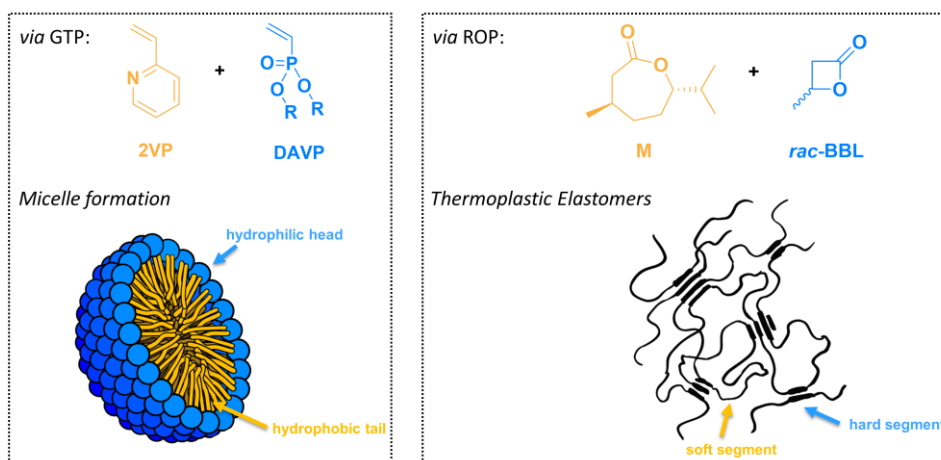 via GTP:
N
2VP
+
O
P
O
O
R
R
DAVP
Micelle formation
hydrophilic head
hydrophobic tail
via ROP:
O
O
M
+
O
O
rac-BBL
Thermoplastic Elastomers
soft segment
hard segment